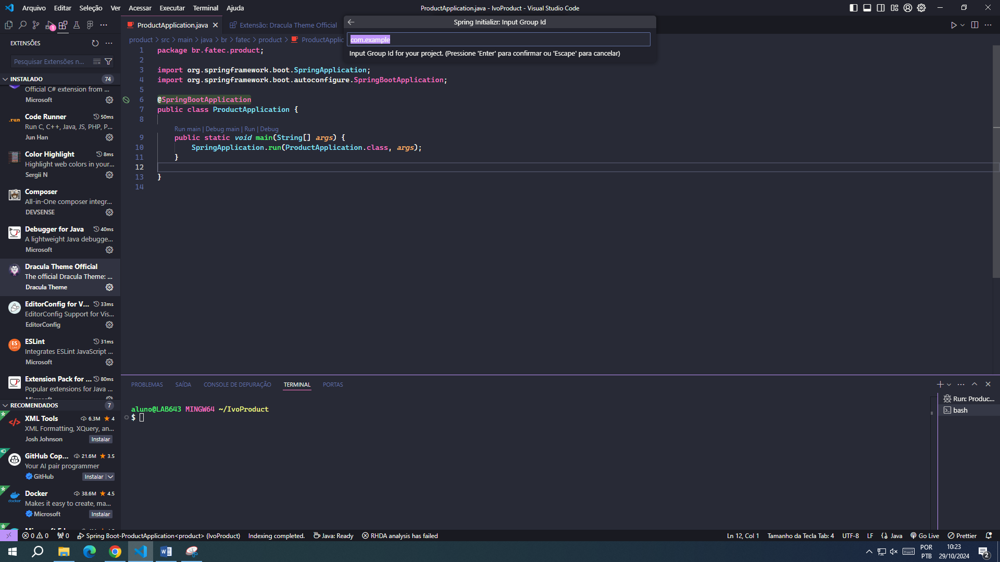 Arquivo Editar Seleção Ver Acessar Executar Terminal Ajuda
ProductApplication.java - IvoProduct - Visual Studio Code
1
ProductApplication.java
Extensão: Dracula Theme Official
Spring Initializr: Input Group Id
com.example
Input Group Id for your project. (Pressione 'Enter' para confirmar ou 'Escape' para cancelar)
EXTENSÕES
Pesquisar Extensões n...
INSTALADO 74
Official C# extension from ...
Microsoft
Code Runner 50ms
Run C, C++, Java, JS, PHP, P...
Jun Han
Color Highlight 8ms
Highlight web colors in your...
Sergii N
Composer
All-in-One composer integr...
DEVSENSE
Debugger for Java 40ms
A lightweight Java debugge...
Microsoft
Dracula Theme Official
The official Dracula Theme: ...
Dracula Theme
EditorConfig for V... 33ms
EditorConfig Support for Vis...
EditorConfig
ESLint 31ms
Integrates ESLint JavaScript ...
Microsoft
Extension Pack for ... 80ms
Popular extensions for Java ...
Microsoft
RECOMENDADOS 7
XML Tools 6.3M 4
XML Formatting, XQuery, an...
Josh Johnson Instalar
GitHub Cop... 21.6M 3.5
Your AI pair programmer
GitHub Instalar
Docker 38.6M 4.5
Makes it easy to create, ma...
Microsoft Instalar
product > src > main > java > br > fatec > product > ProductApplic
1 package br.fatec.product;
2
3 import org.springframework.boot.SpringApplication;
4 import org.springframework.boot.autoconfigure.SpringBootApplication;
5
6 @SpringBootApplication
7 public class ProductApplication {
8
Run main | Debug main | Run | Debug
9 public static void main(String[] args) {
10 SpringApplication.run(ProductApplication.class, args);
11 }
12
13 }
14
PROBLEMAS SAÍDA CONSOLE DE DEPURAÇÃO TERMINAL PORTAS
aluno@LAB643 MINGW64 ~/IvoProduct
$
Run: Produc...
bash
0 0 0 Spring Boot-ProductApplication<product> (IvoProduct) Indexing completed. Java: Ready RHDA analysis has failed
Ln 12, Col 1 Tamanho da Tecla Tab: 4 UTF-8 LF Java Go Live Prettier
POR
PTB
10:23
29/10/2024
2